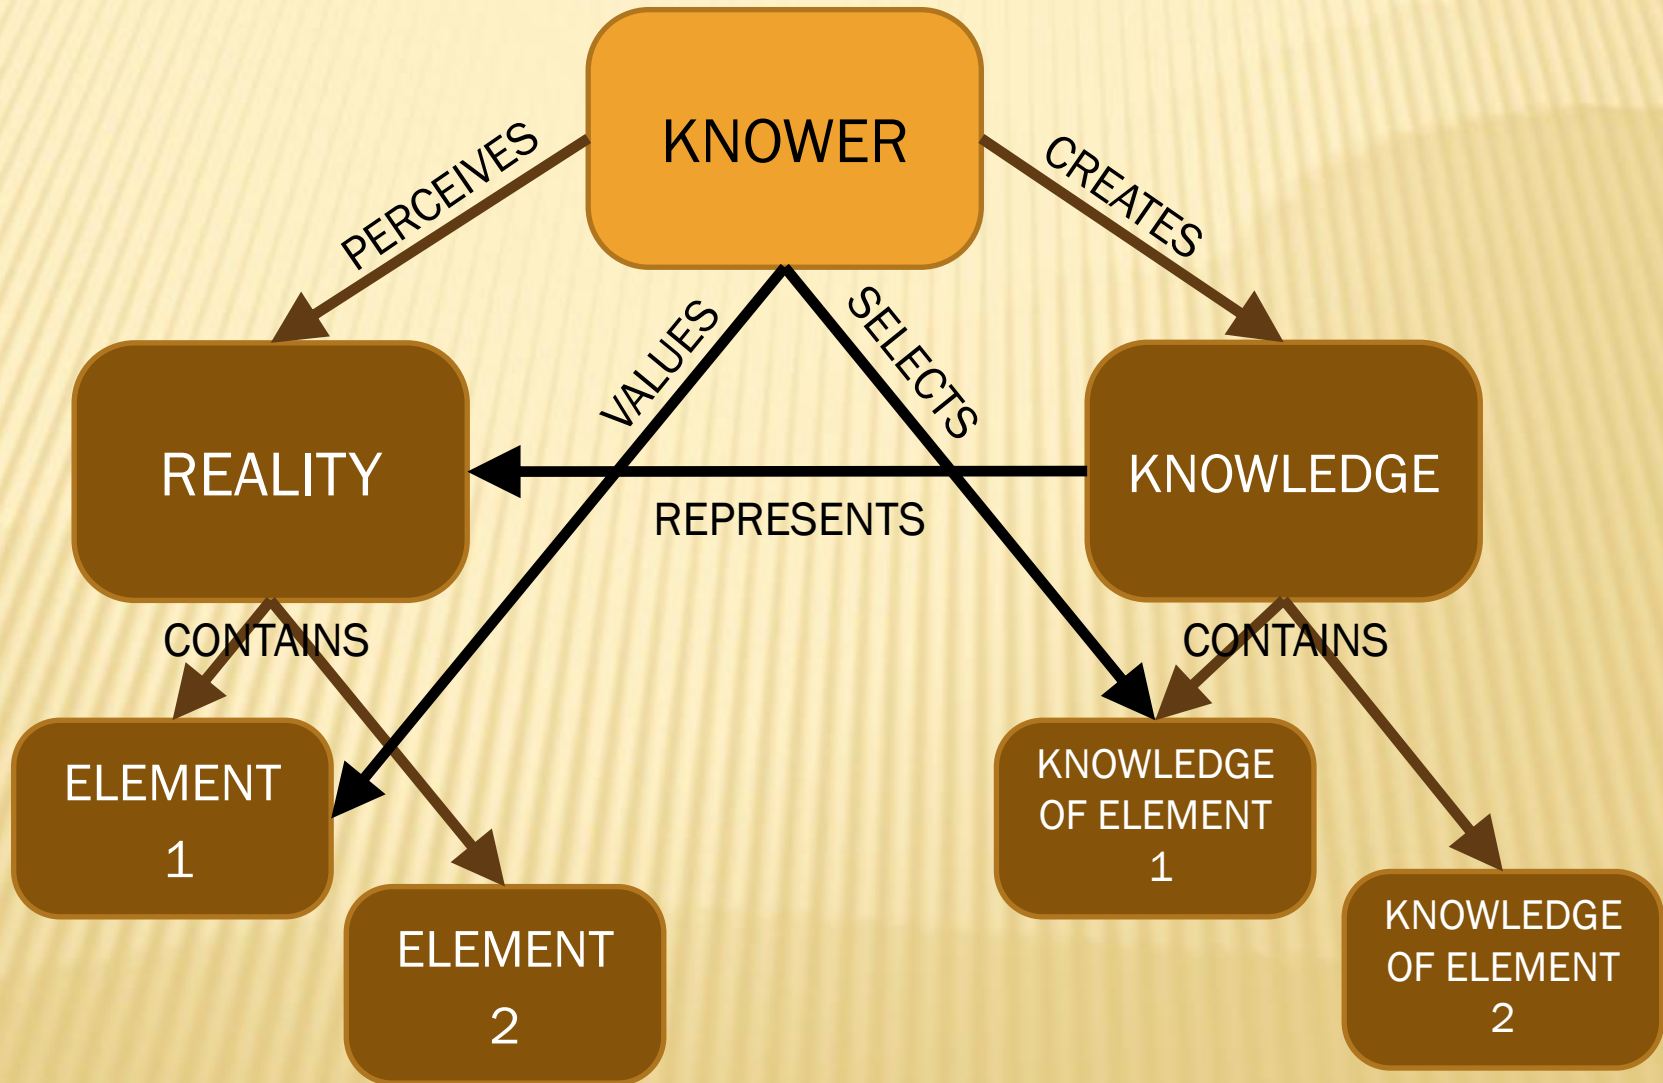 KNOWER
PERCEIVES
CREATES
VALUES
SELECTS
REALITY
KNOWLEDGE
REPRESENTS
CONTAINS
CONTAINS
ELEMENT
1
KNOWLEDGE
OF ELEMENT
1
ELEMENT
2
KNOWLEDGE
OF ELEMENT
2